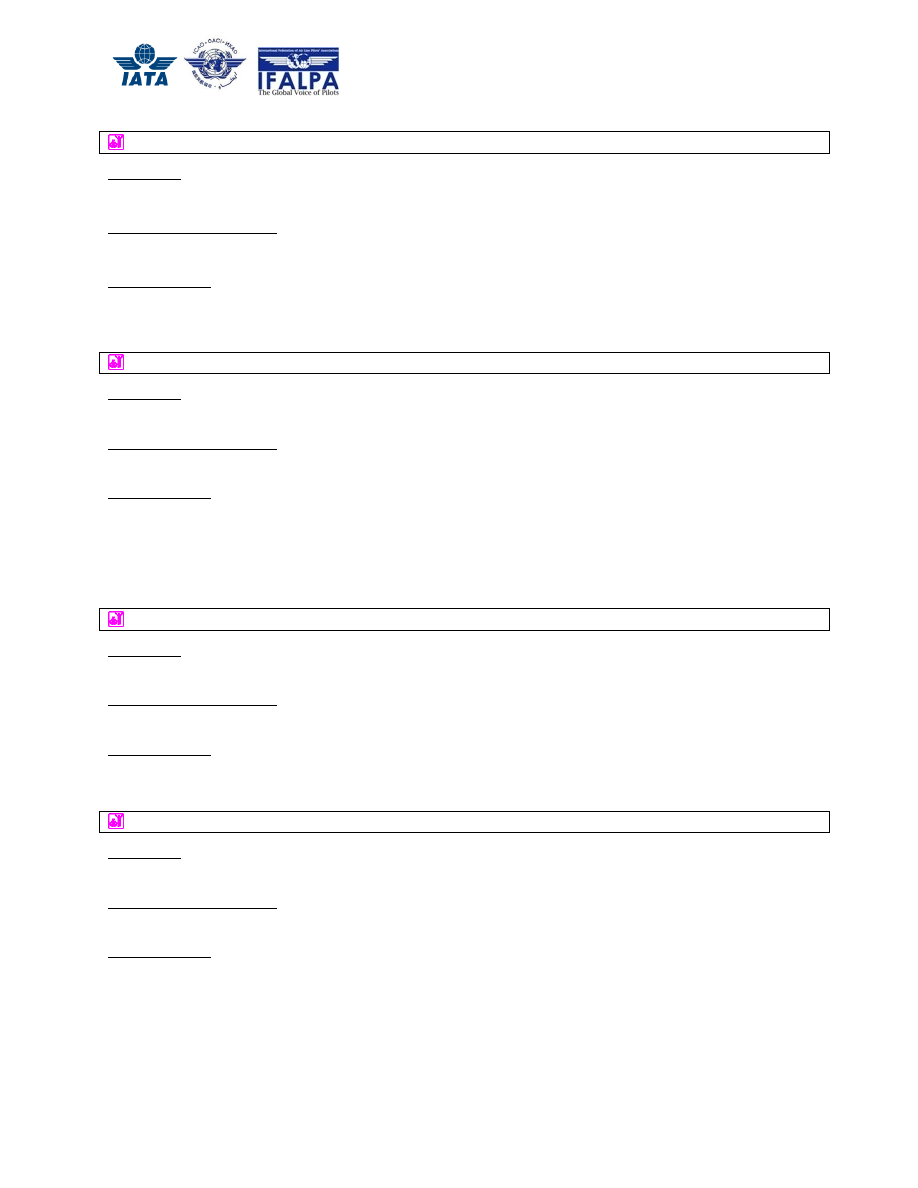 IATA
ICAO · OACI · ИКАО
International Federation of Air Line Pilots' Associations
IFALPA
The Global Voice of Pilots